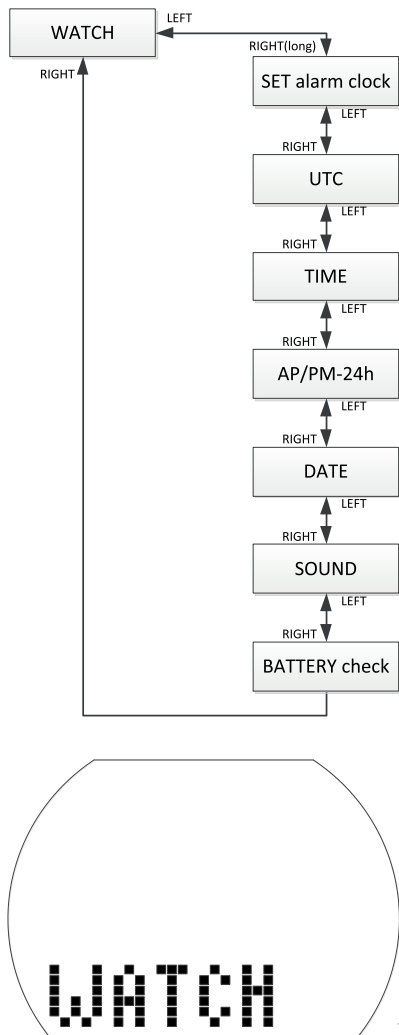 WATCH
LEFT
RIGHT(long)
RIGHT
SET alarm clock
LEFT
RIGHT
UTC
LEFT
RIGHT
TIME
LEFT
RIGHT
AP/PM-24h
LEFT
RIGHT
DATE
LEFT
RIGHT
SOUND
LEFT
RIGHT
BATTERY check
WATCH